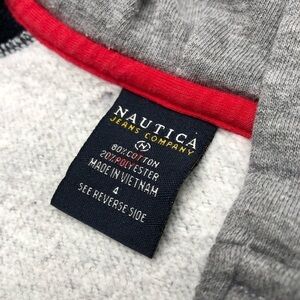 NAUTICA
JEANS COMPANY
N
80% COTTON
20% POLYESTER
MADE IN VIETNAM
4
SEE REVERSE SIDE